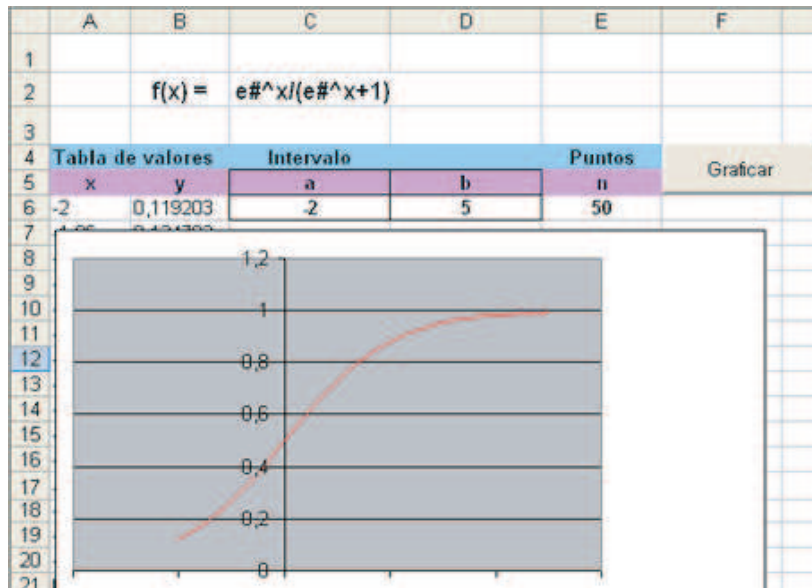 A B C D E F
1
2 f(x) = e#^x/(e#^x+1)
3
4 Tabla de valores Intervalo Puntos
Graficar
5 x y a b n
6 -2 0,119203 -2 5 50
7
8 1,2
9
10 1
11
12 0,8
13
14 0,6
15
16 0,4
17
18
19 0,2
20
21 0